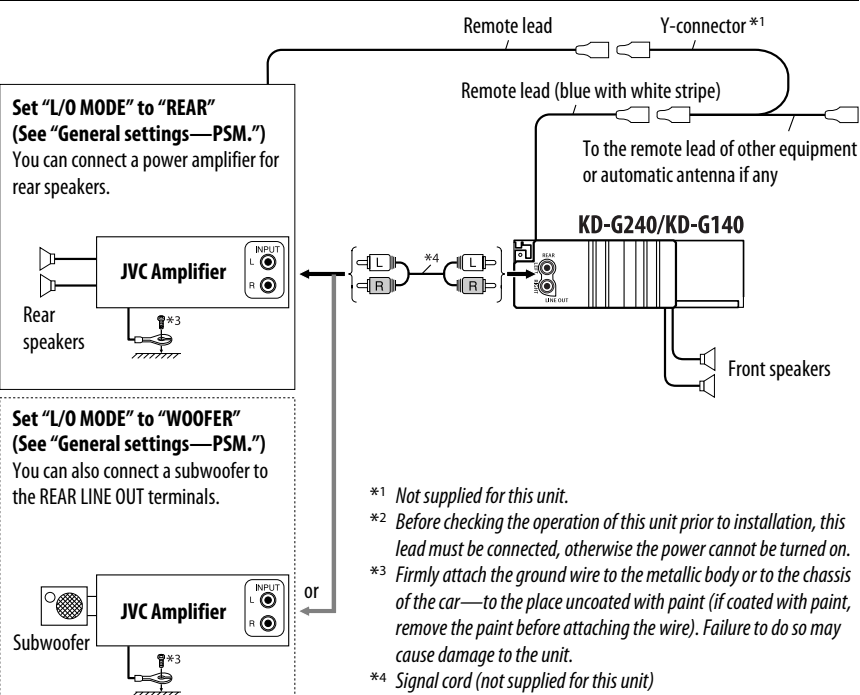 Remote lead
Y-connector *1
Remote lead (blue with white stripe)
To the remote lead of other equipment
or automatic antenna if any
Set “L/O MODE” to “REAR”
(See “General settings—PSM.”)
You can connect a power amplifier for
rear speakers.
JVC Amplifier
INPUT
L
R
Rear
speakers
*3
L
R
*4
L
R
KD-G240/KD-G140
REAR
LEFT
RIGHT
LINE OUT
Front speakers
Set “L/O MODE” to “WOOFER”
(See “General settings—PSM.”)
You can also connect a subwoofer to
the REAR LINE OUT terminals.
JVC Amplifier
INPUT
L
R
Subwoofer
*3
or
*1 Not supplied for this unit.
*2 Before checking the operation of this unit prior to installation, this
lead must be connected, otherwise the power cannot be turned on.
*3 Firmly attach the ground wire to the metallic body or to the chassis
of the car—to the place uncoated with paint (if coated with paint,
remove the paint before attaching the wire). Failure to do so may
cause damage to the unit.
*4 Signal cord (not supplied for this unit)